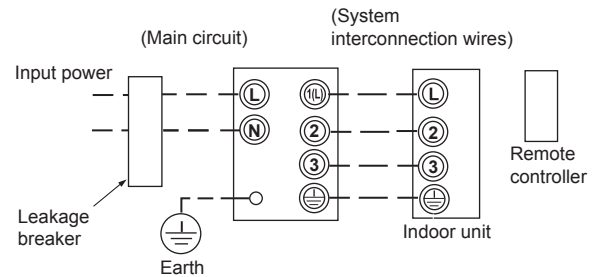 (Main circuit)
(System
interconnection wires)
Input power
L
N
1(L)
2
3
L
2
3
Remote
controller
Leakage
breaker
Earth
Indoor unit